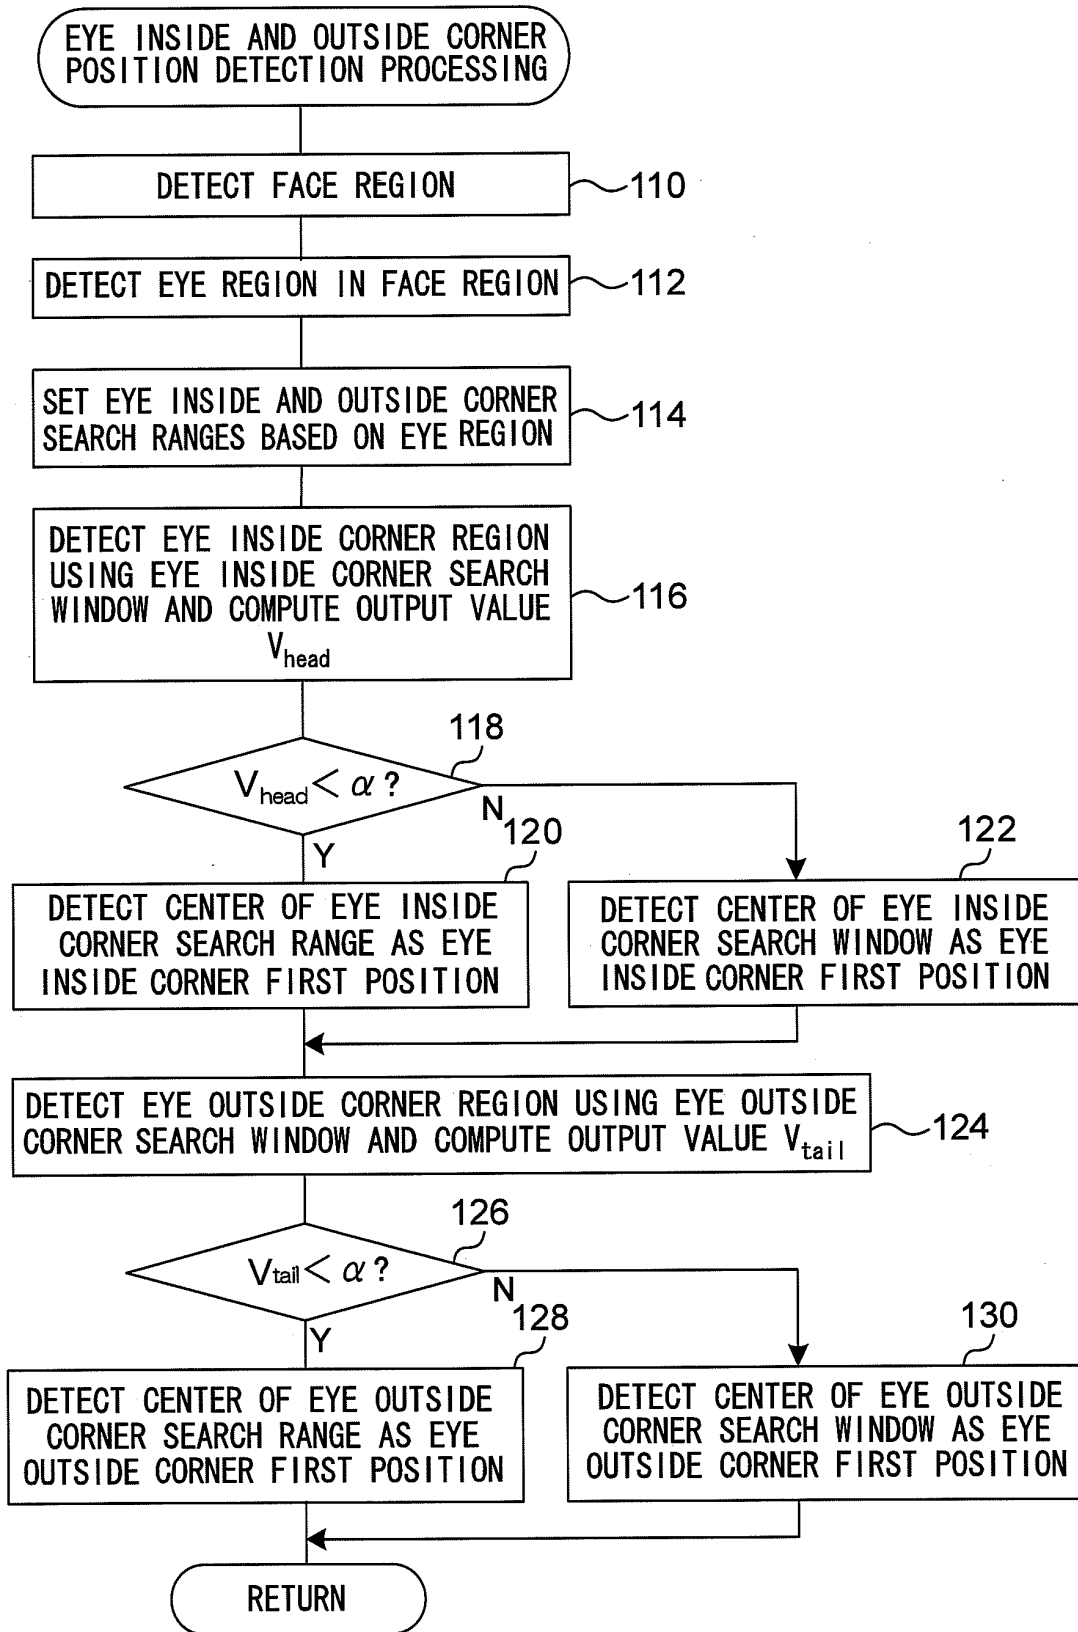 EYE INSIDE AND OUTSIDE CORNER
POSITION DETECTION PROCESSING
DETECT FACE REGION
110
DETECT EYE REGION IN FACE REGION
112
SET EYE INSIDE AND OUTSIDE CORNER
SEARCH RANGES BASED ON EYE REGION
114
DETECT EYE INSIDE CORNER REGION
USING EYE INSIDE CORNER SEARCH
WINDOW AND COMPUTE OUTPUT VALUE
Vhead
116
118
Vhead < α?
N
Y
120
DETECT CENTER OF EYE INSIDE
CORNER SEARCH RANGE AS EYE
INSIDE CORNER FIRST POSITION
122
DETECT CENTER OF EYE INSIDE
CORNER SEARCH WINDOW AS EYE
INSIDE CORNER FIRST POSITION
DETECT EYE OUTSIDE CORNER REGION USING EYE OUTSIDE
CORNER SEARCH WINDOW AND COMPUTE OUTPUT VALUE Vtail
124
126
Vtail < α?
N
Y
128
DETECT CENTER OF EYE OUTSIDE
CORNER SEARCH RANGE AS EYE
OUTSIDE CORNER FIRST POSITION
130
DETECT CENTER OF EYE OUTSIDE
CORNER SEARCH WINDOW AS EYE
OUTSIDE CORNER FIRST POSITION
RETURN